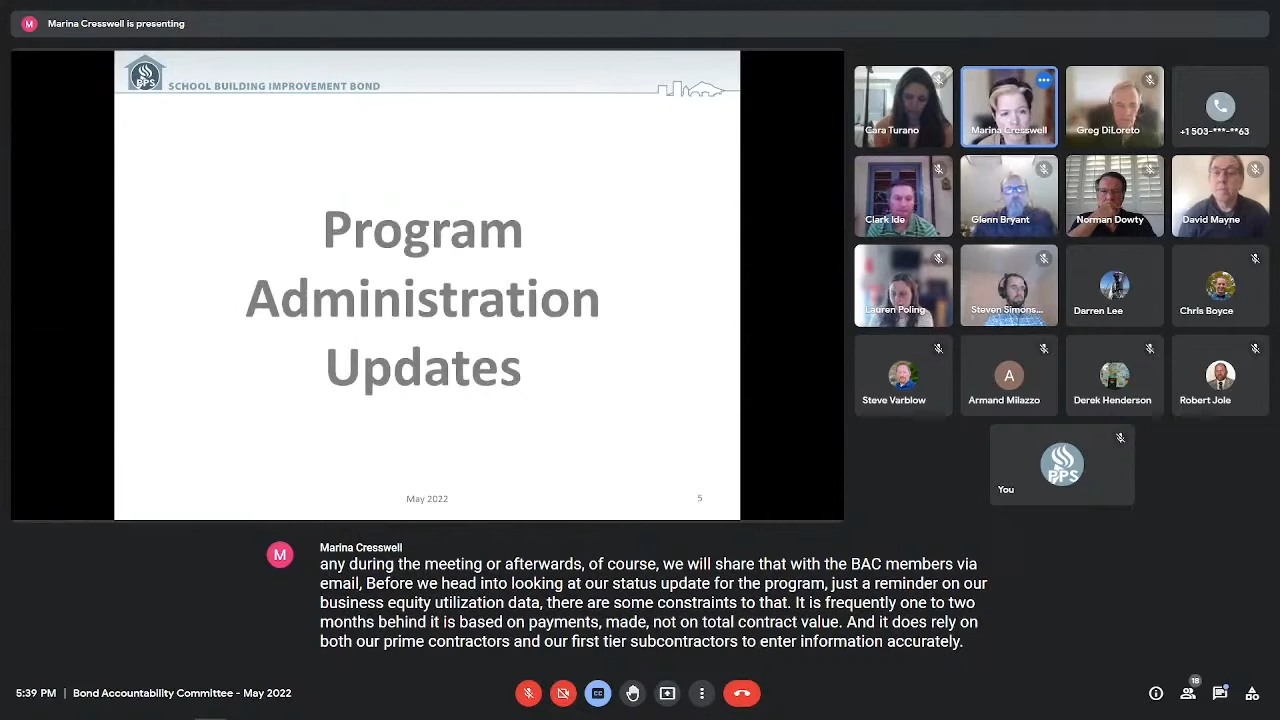 M Marina Cresswell is presenting
PPS SCHOOL BUILDING IMPROVEMENT BOND
Program
Administration
Updates
May 2022 5
Cara Turano
Marina Cresswell
Greg DiLoreto
+1 503-***-**63
Clark Ide
Glenn Bryant
Norman Dowty
David Mayne
Lauren Poling
Steven Simons...
Darren Lee
Chris Boyce
Steve Varblow
A
Armand Milazzo
Derek Henderson
Robert Jole
PPS
You
M Marina Cresswell
any during the meeting or afterwards, of course, we will share that with the BAC members via
email, Before we head into looking at our status update for the program, just a reminder on our
business equity utilization data, there are some constraints to that. It is frequently one to two
months behind it is based on payments, made, not on total contract value. And it does rely on
both our prime contractors and our first tier subcontractors to enter information accurately.
5:39 PM | Bond Accountability Committee - May 2022
CC
18